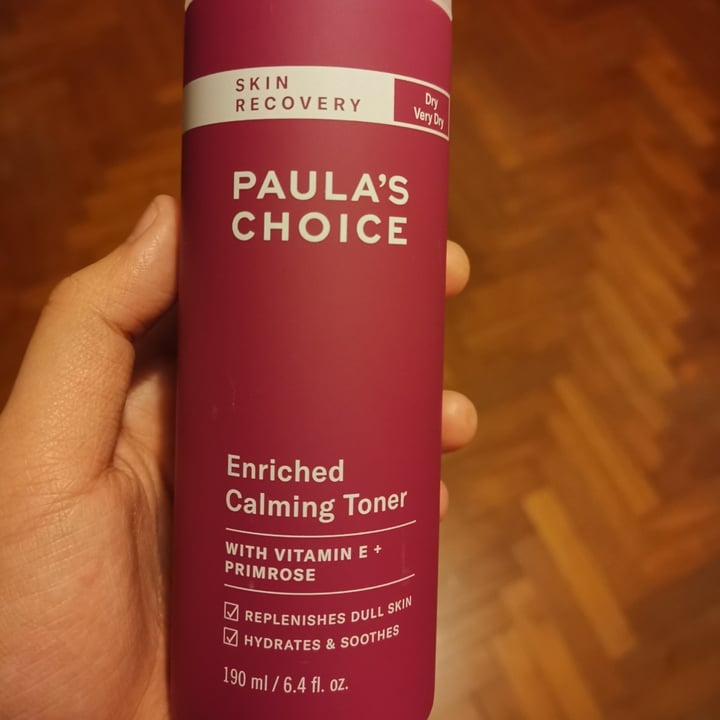 SKIN
RECOVERY
Dry
Very Dry
PAULA'S
CHOICE
Enriched
Calming Toner
WITH VITAMIN E +
PRIMROSE
REPLENISHES DULL SKIN
HYDRATES & SOOTHES
190 ml / 6.4 fl. oz.